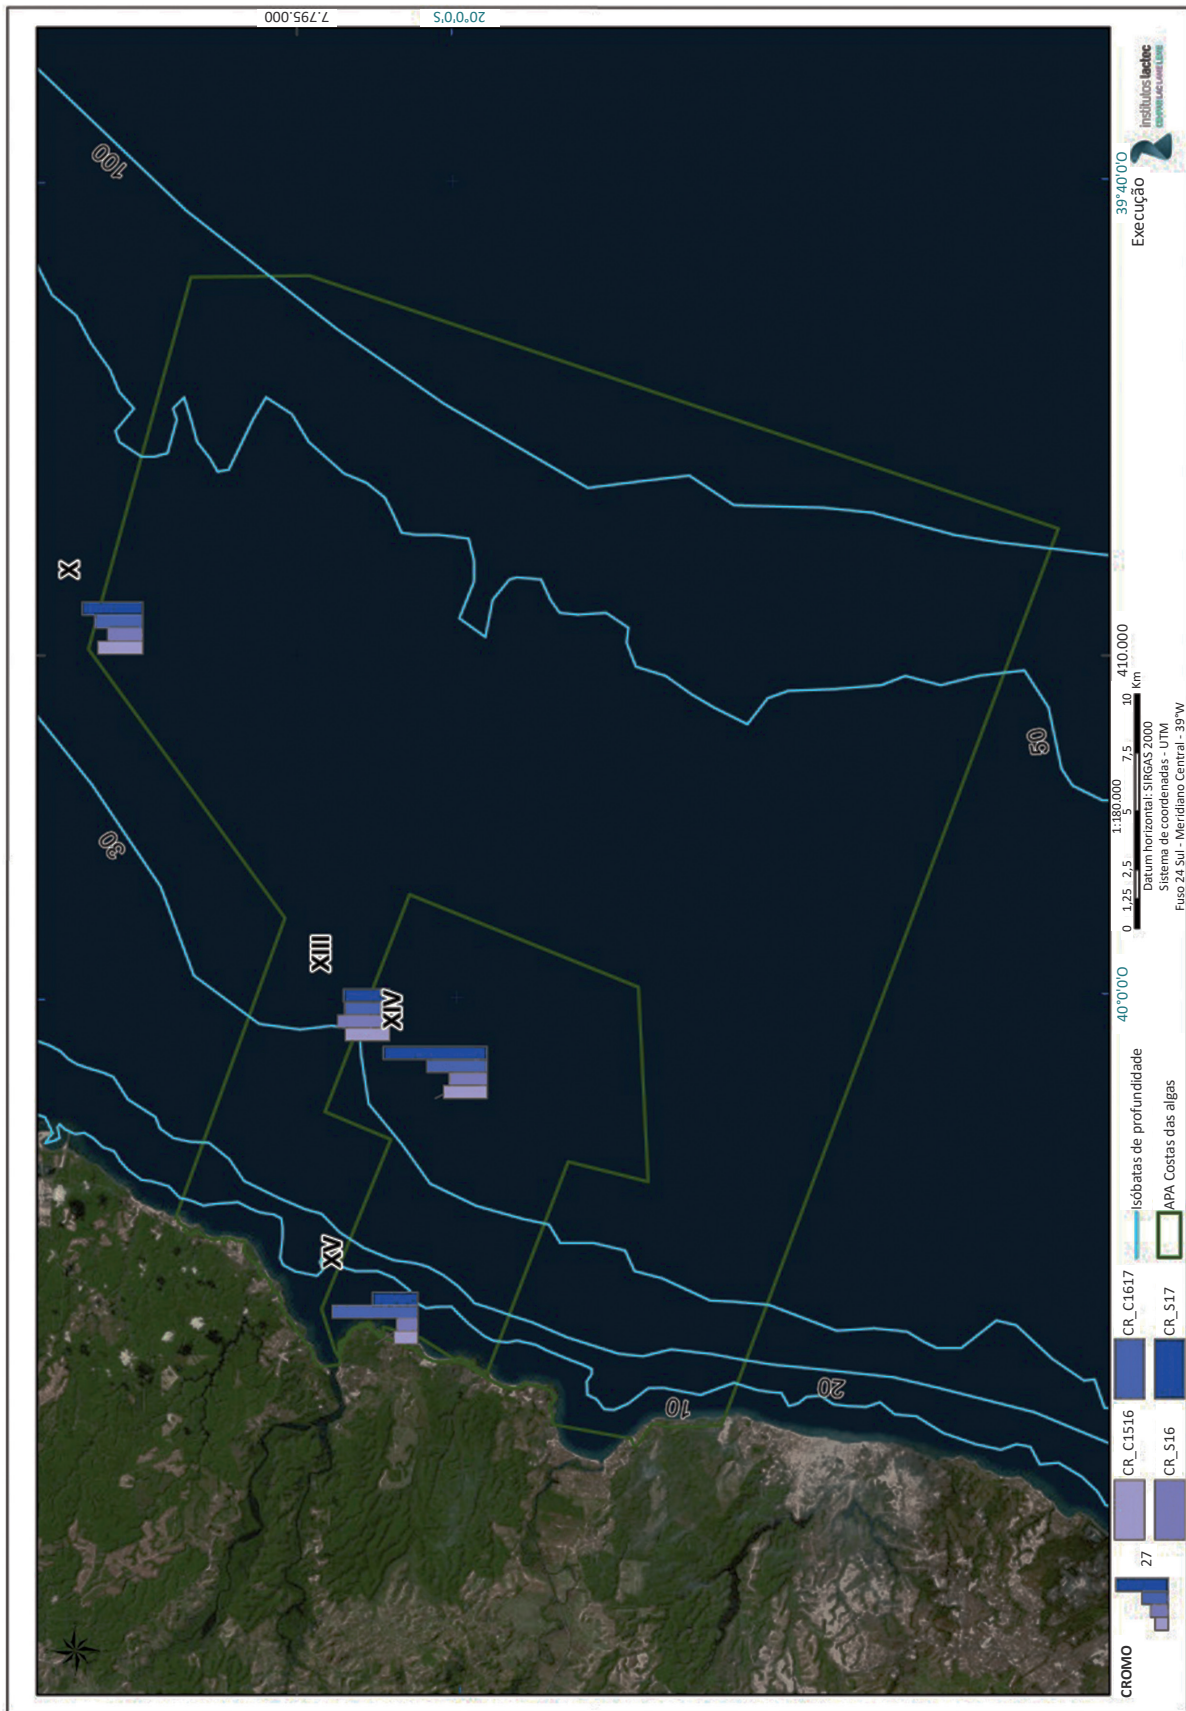 7.795.000
20°0'0"S
100
X
30
XIII
XIV
XV
50
10
20
39°40'0"O
40°0'0"O
410.000
CROMO
27
CR_C1516
CR_S16
CR_C1617
CR_S17
Isóbatas de profundidade
APA Costas das algas
1:180.000
0 1,25 2,5 5 7,5 10
Km
Datum horizontal: SIRGAS 2000
Sistema de coordenadas - UTM
Fuso 24 Sul - Meridiano Central - 39°W
Execução
institutos lactec